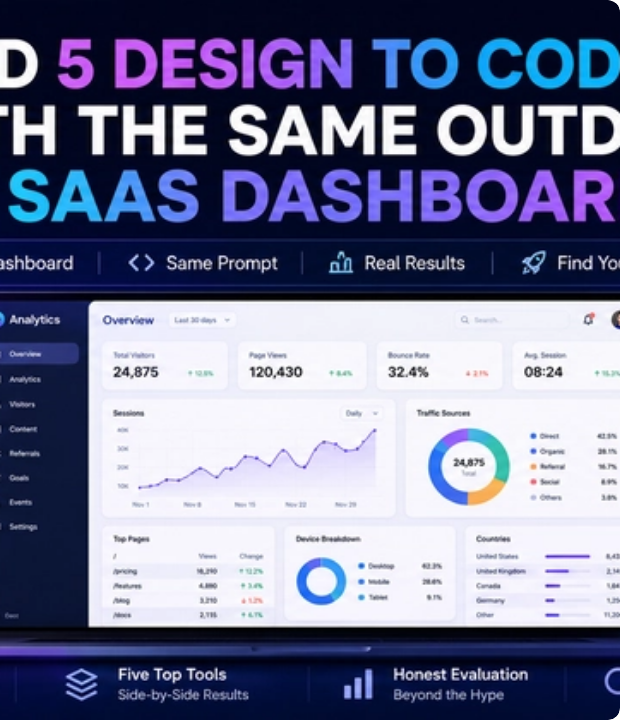 D 5 DESIGN TO COD
TH THE SAME OUTD
SAAS DASHBOAR
ashboard
Same Prompt
Real Results
Find You
Analytics
Overview
Last 30 days
Search...
Overview
Analytics
Visitors
Content
Referrals
Goals
Events
Settings
Total Visitors
24,875
↑ 12.5%
Page Views
120,430
↑ 8.4%
Bounce Rate
32.4%
↓ 2.1%
Avg. Session
08:24
↑ 15.3%
Sessions
Daily
40K
30K
20K
10K
Nov 1
Nov 8
Nov 15
Nov 22
Nov 29
Traffic Sources
24,875
Total
Direct 42.5%
Organic 28.1%
Referral 16.7%
Social 8.9%
Others 3.8%
Top Pages
/ Views Change
/pricing 18,210 ↑ 12.2%
/features 4,890 ↑ 3.4%
/blog 3,210 ↓ 1.2%
/docs 2,115 ↑ 6.1%
Device Breakdown
Desktop 62.3%
Mobile 28.6%
Tablet 9.1%
Countries
United States 8,43
United Kingdom 2,14
Canada
Germany
Other
Five Top Tools
Side-by-Side Results
Honest Evaluation
Beyond the Hype